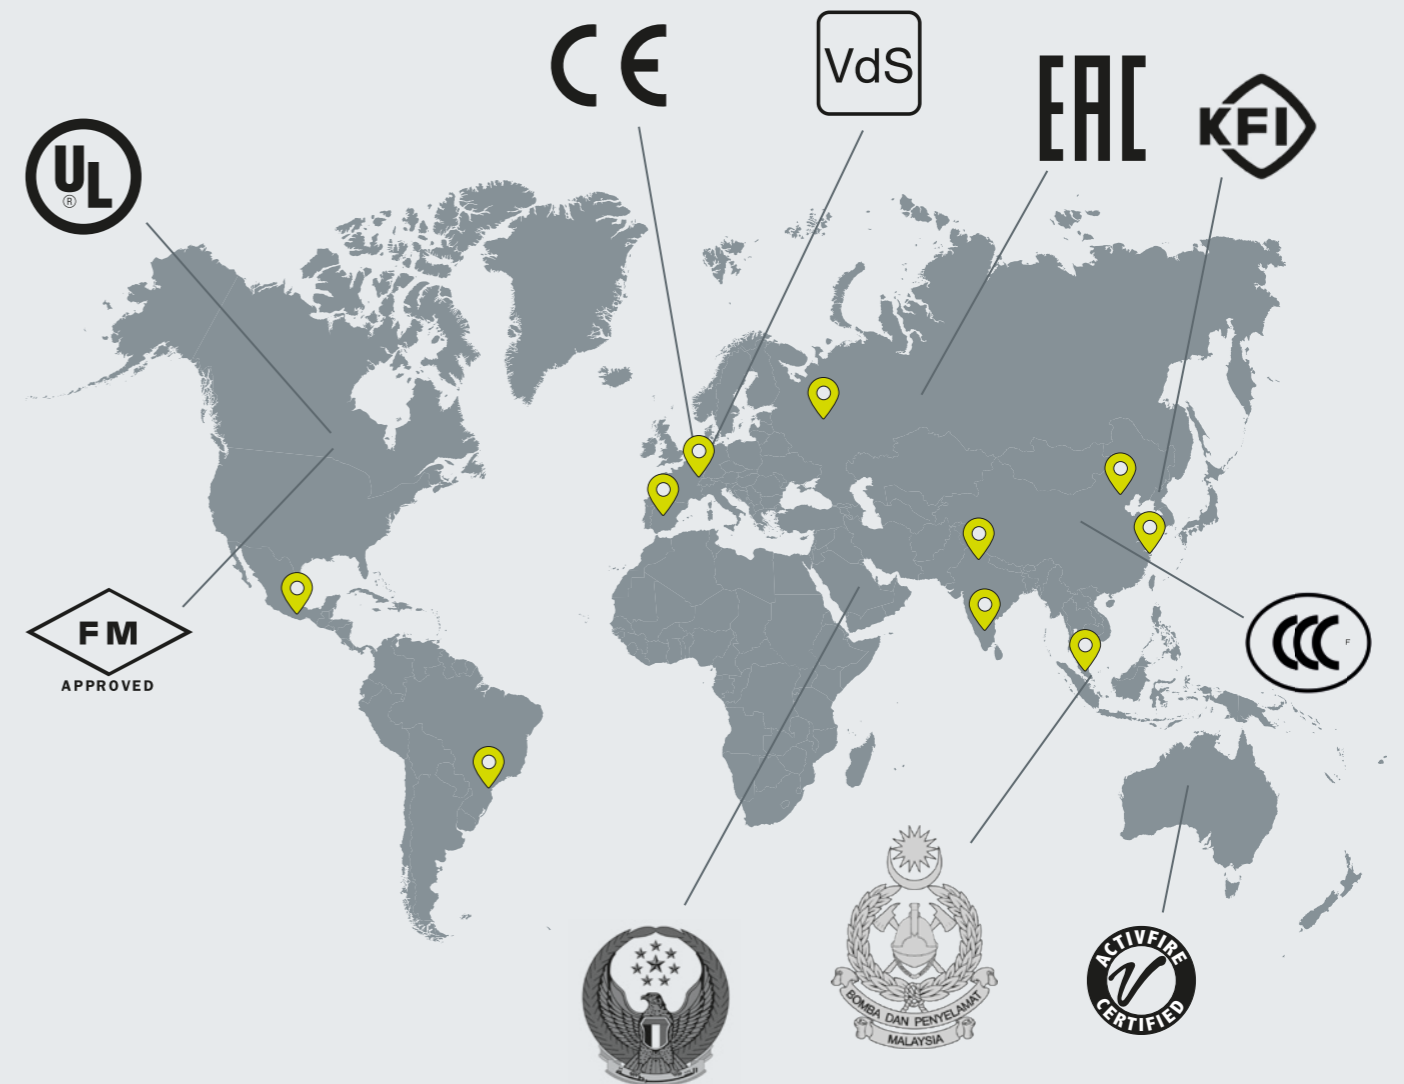 CE
VdS
EAC
KFI
UL
®
FM
APPROVED
CCC
F
BOMBA DAN PENYELAMAT
MALAYSIA
ACTIVFIRE
CERTIFIED